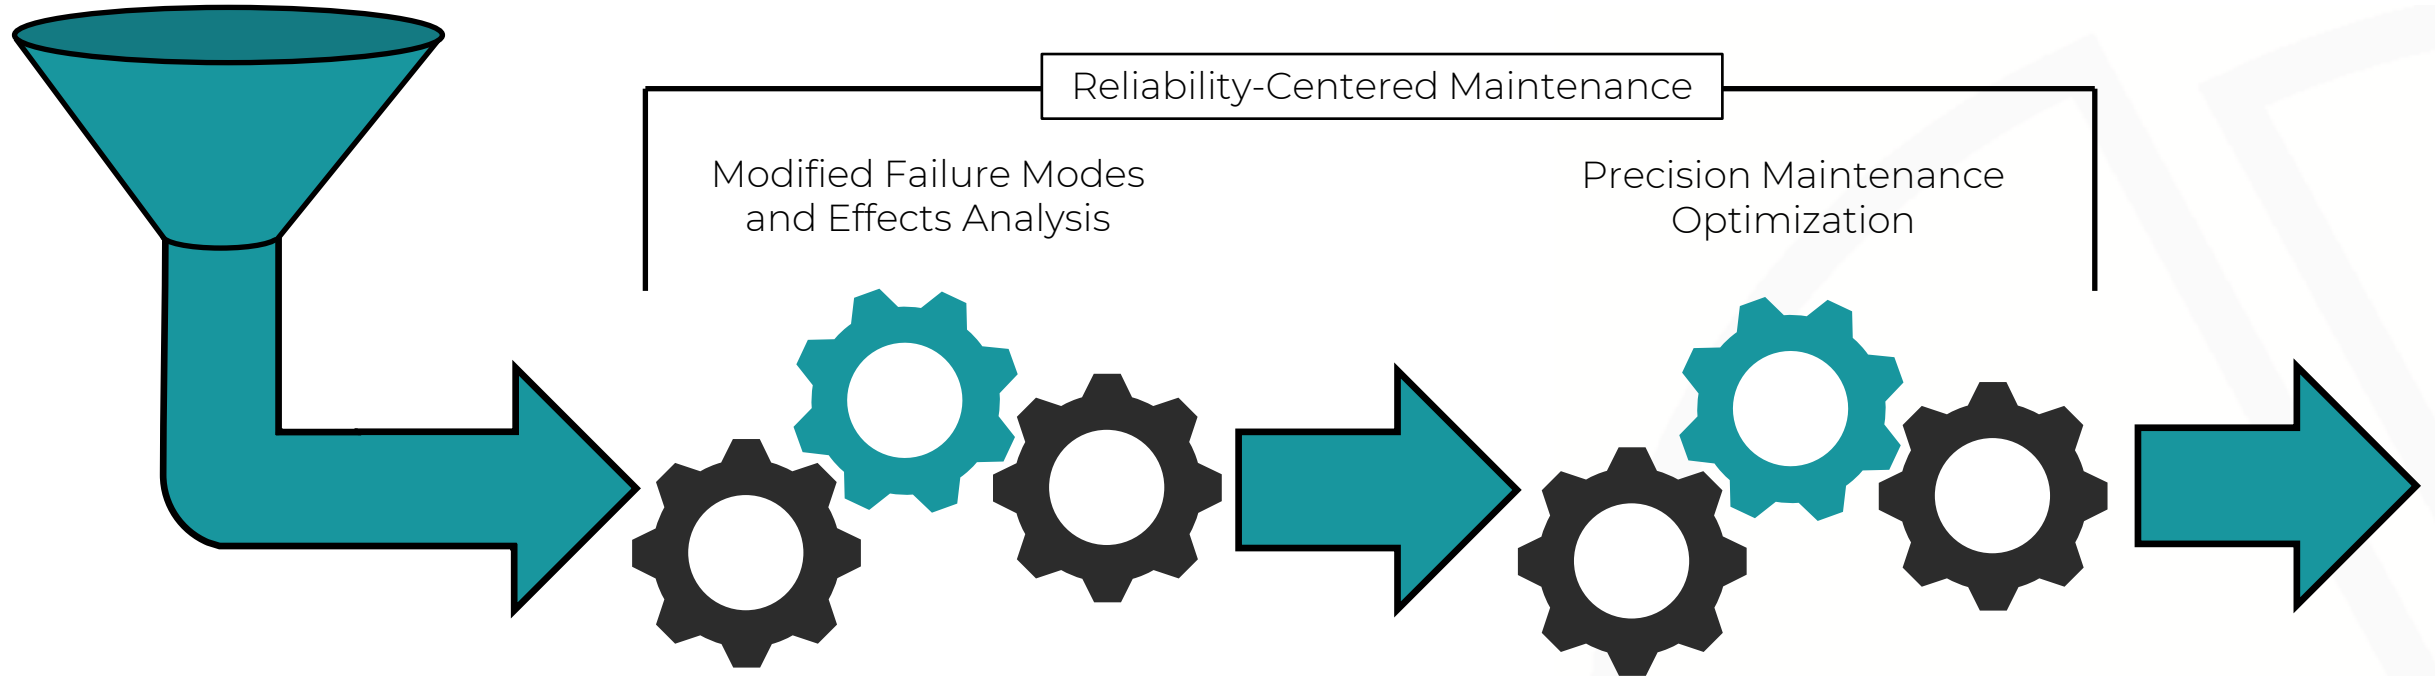 Reliability-Centered Maintenance
Modified Failure Modes
and Effects Analysis
Precision Maintenance
Optimization